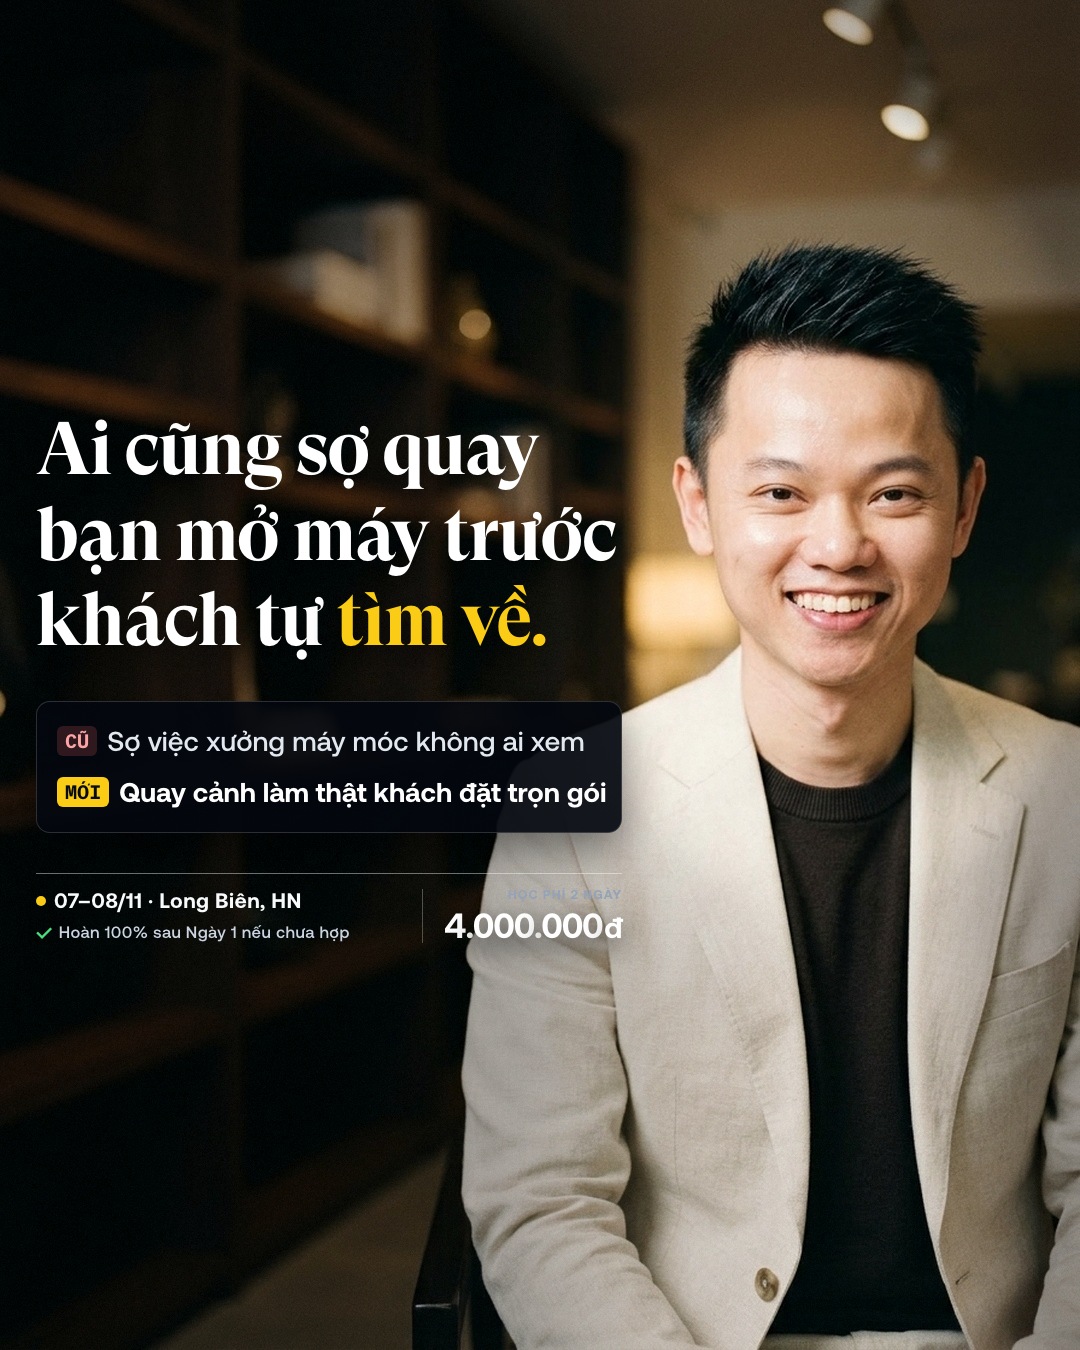 Ai cũng sợ quay
bạn mở máy trước
khách tự tìm về.
CŨ Sợ việc xưởng máy móc không ai xem
MỚI Quay cảnh làm thật khách đặt trọn gói
07–08/11 · Long Biên, HN
Hoàn 100% sau Ngày 1 nếu chưa hợp
HỌC PHÍ 2 NGÀY
4.000.000đ